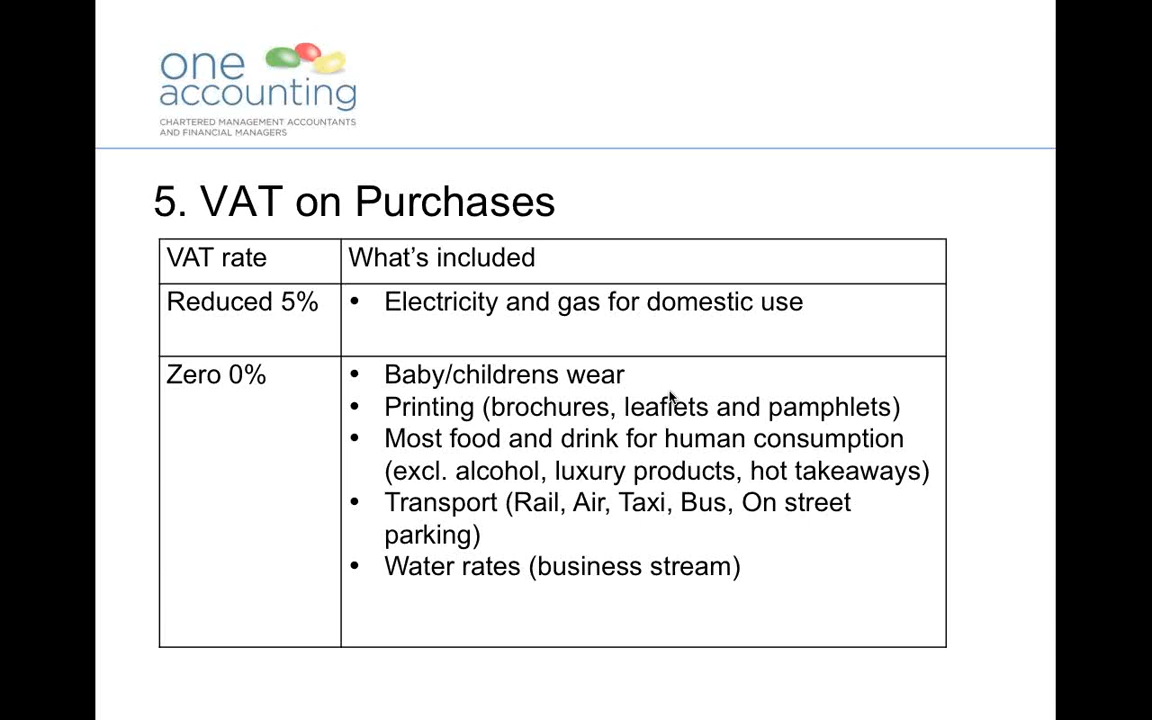 one
accounting
CHARTERED MANAGEMENT ACCOUNTANTS
AND FINANCIAL MANAGERS
5. VAT on Purchases
VAT rate
What's included
Reduced 5%
• Electricity and gas for domestic use
Zero 0%
• Baby/childrens wear
• Printing (brochures, leaflets and pamphlets)
• Most food and drink for human consumption
(excl. alcohol, luxury products, hot takeaways)
• Transport (Rail, Air, Taxi, Bus, On street
parking)
• Water rates (business stream)